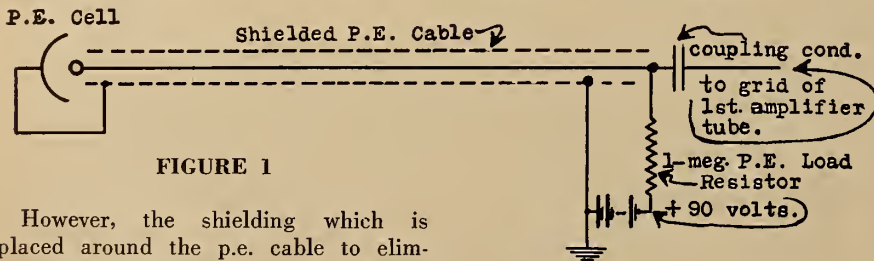 P.E. Cell
Shielded P.E. Cable
coupling cond.
to grid of
1st. amplifier
tube.
1-meg. P.E. Load
Resistor
+ 90 volts.
FIGURE 1
However, the shielding which is
placed around the p.e. cable to elim-